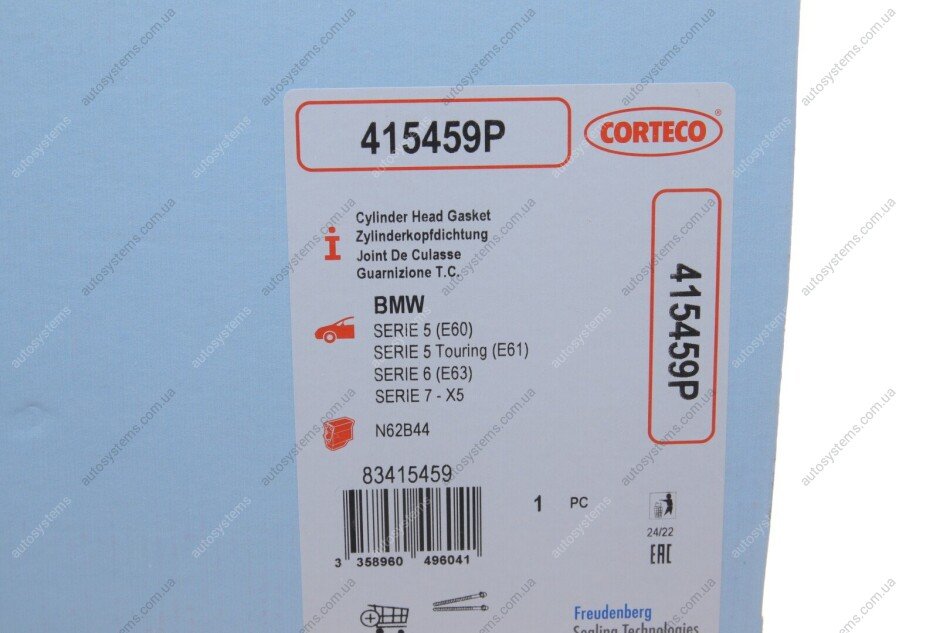 415459P
CORTECO
®
Cylinder Head Gasket
Zylinderkopfdichtung
Joint De Culasse
Guarnizione T.C.
415459P
BMW
SERIE 5 (E60)
SERIE 5 Touring (E61)
SERIE 6 (E63)
SERIE 7 - X5
N62B44
83415459
1 PC
24/22
EAC
3 358960 496041
Freudenberg
Sealing Technologies
autosystems.com.ua